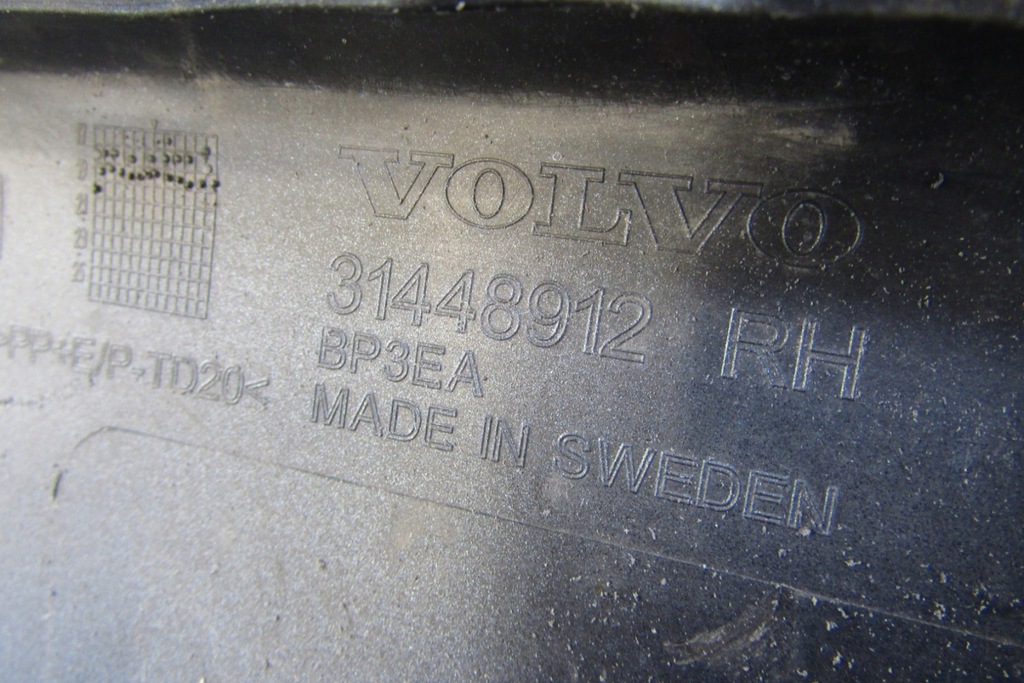 VOLVO
31448912 RH
BP3EA
MADE IN SWEDEN
>PP+E/P-TD20<